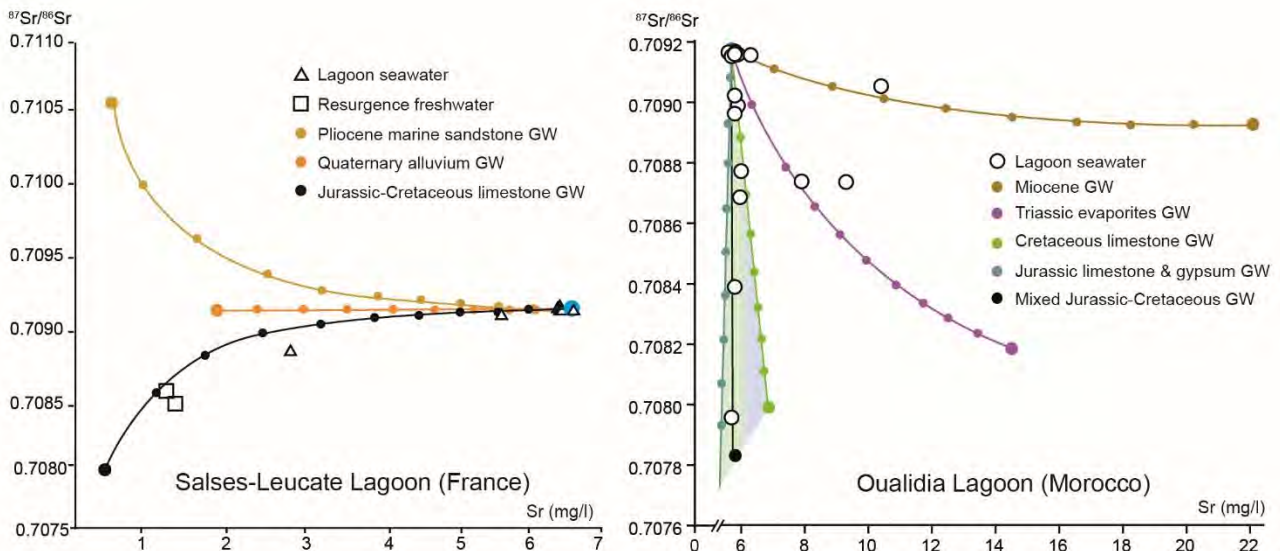 ⁸⁷Sr/⁸⁶Sr
0.7110
0.7105
0.7100
0.7095
0.7090
0.7085
0.7080
0.7075
1 2 3 4 5 6 7
Lagoon seawater
Resurgence freshwater
Pliocene marine sandstone GW
Quaternary alluvium GW
Jurassic-Cretaceous limestone GW
Salses-Leucate Lagoon (France)
Sr (mg/l)
⁸⁷Sr/⁸⁶Sr
0.7092
0.7090
0.7088
0.7086
0.7084
0.7082
0.7080
0.7078
0.7076
0 6 8 10 12 14 16 18 20 22
Lagoon seawater
Miocene GW
Triassic evaporites GW
Cretaceous limestone GW
Jurassic limestone & gypsum GW
Mixed Jurassic-Cretaceous GW
Oualidia Lagoon (Morocco)
Sr (mg/l)